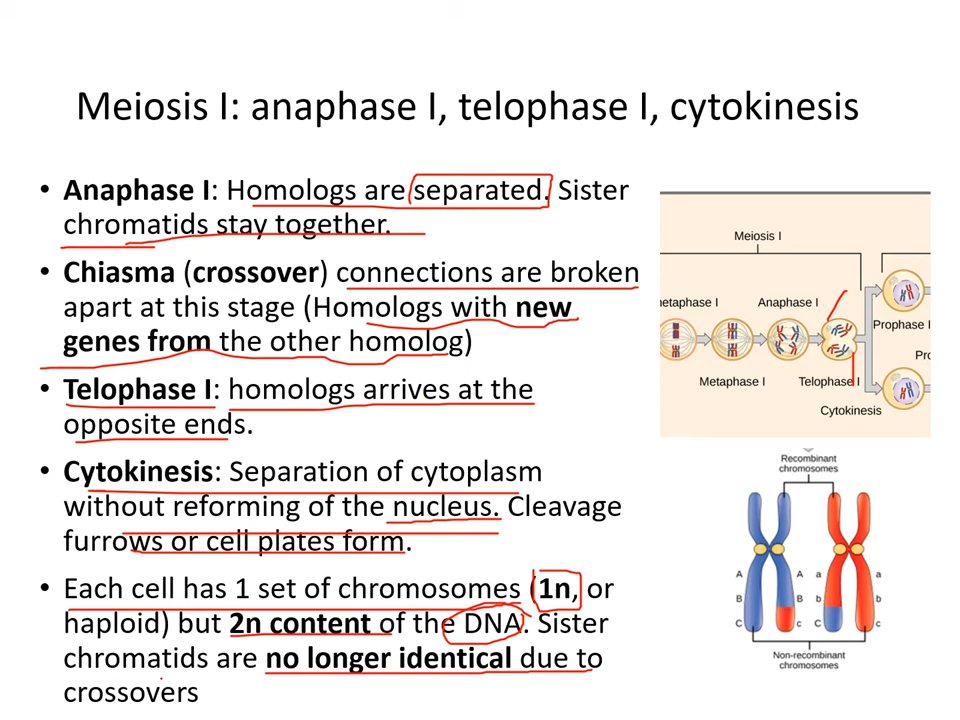 Meiosis I: anaphase I, telophase I, cytokinesis
• Anaphase I: Homologs are separated. Sister
chromatids stay together.
• Chiasma (crossover) connections are broken
apart at this stage (Homologs with new
genes from the other homolog)
• Telophase I: homologs arrives at the
opposite ends.
• Cytokinesis: Separation of cytoplasm
without reforming of the nucleus. Cleavage
furrows or cell plates form.
• Each cell has 1 set of chromosomes (1n, or
haploid) but 2n content of the DNA. Sister
chromatids are no longer identical due to
crossovers
Meiosis I
etaphase I
Anaphase I
Prophase I
Pro
Metaphase I
Telophase I
Cytokinesis
Recombinant
chromosomes
A A a a
B B b b
C c C c
Non-recombinant
chromosomes